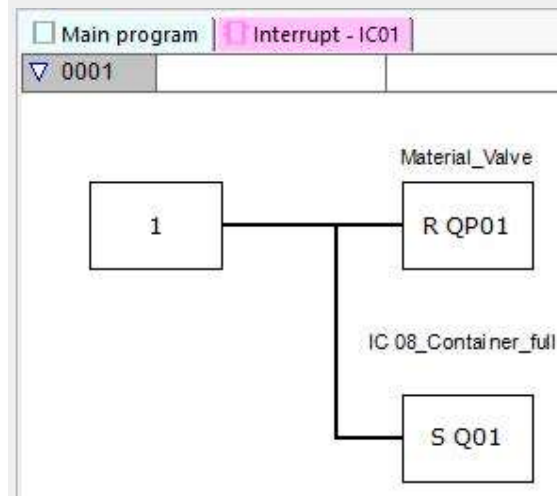 Main program
Interrupt - IC01
0001
Material_Valve
1
R QP01
IC 08_Container_full
S Q01